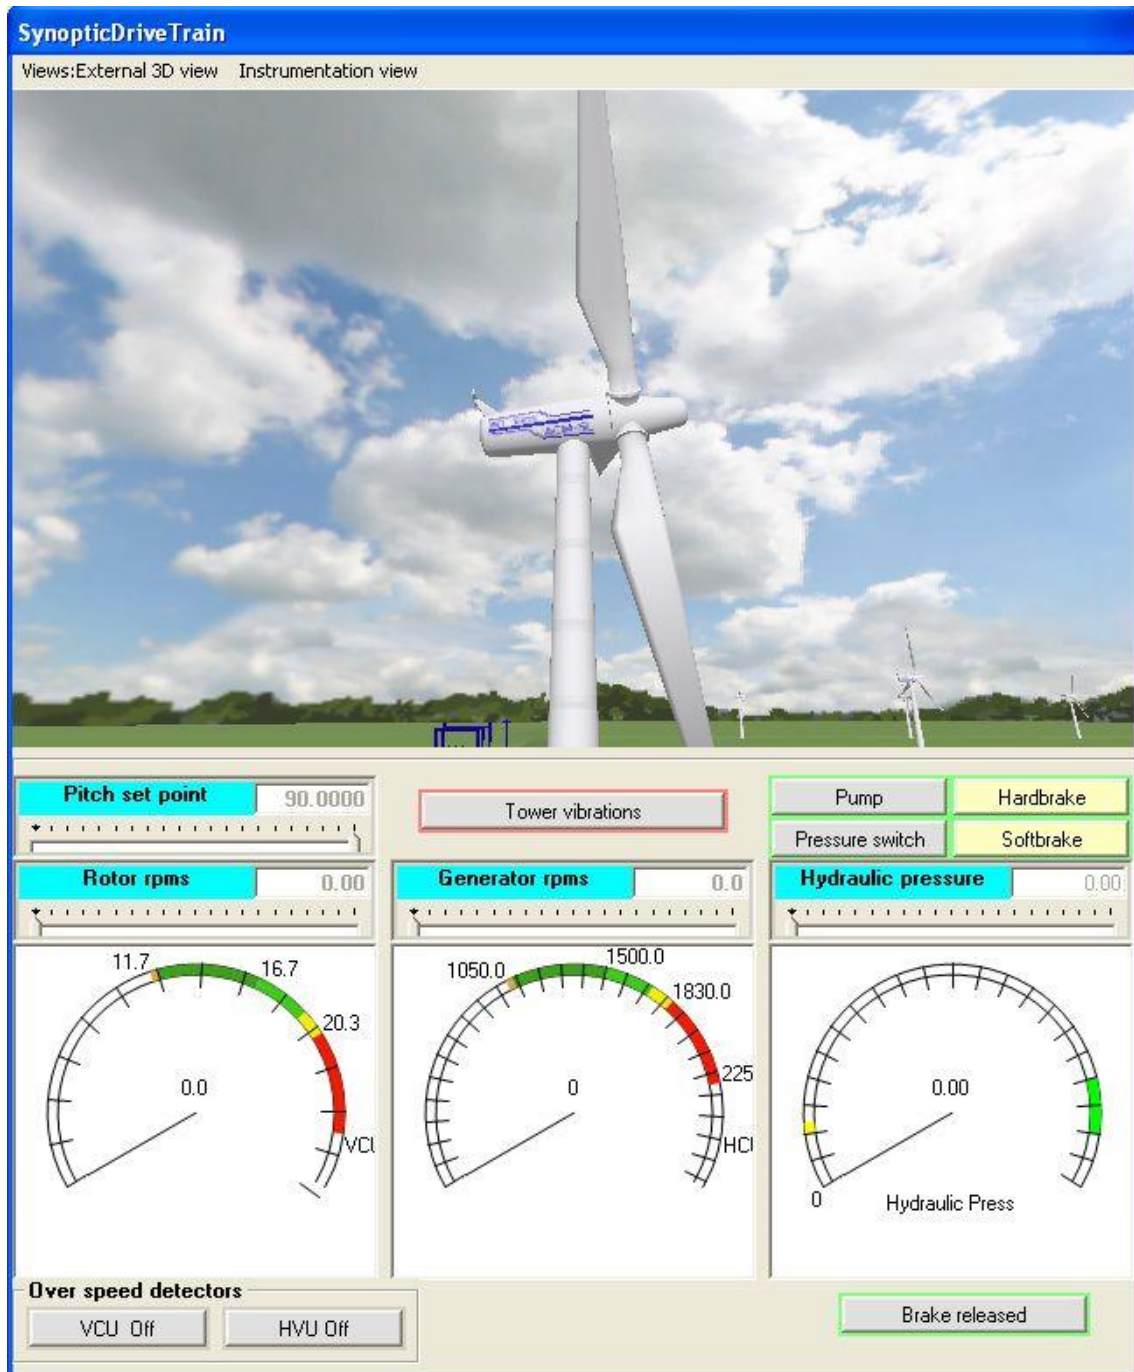 SynopticDriveTrain
Views:External 3D view Instrumentation view
Pitch set point 90.0000
Tower vibrations
Pump Hardbrake
Pressure switch Softbrake
Rotor rpms 0.00
Generator rpms 0.0
Hydraulic pressure 0.00
11.7 16.7
20.3
0.0
VCU
1050.0 1500.0
1830.0
225
0
HCU
0.00
0
Hydraulic Press
Over speed detectors
VCU Off HVU Off
Brake released